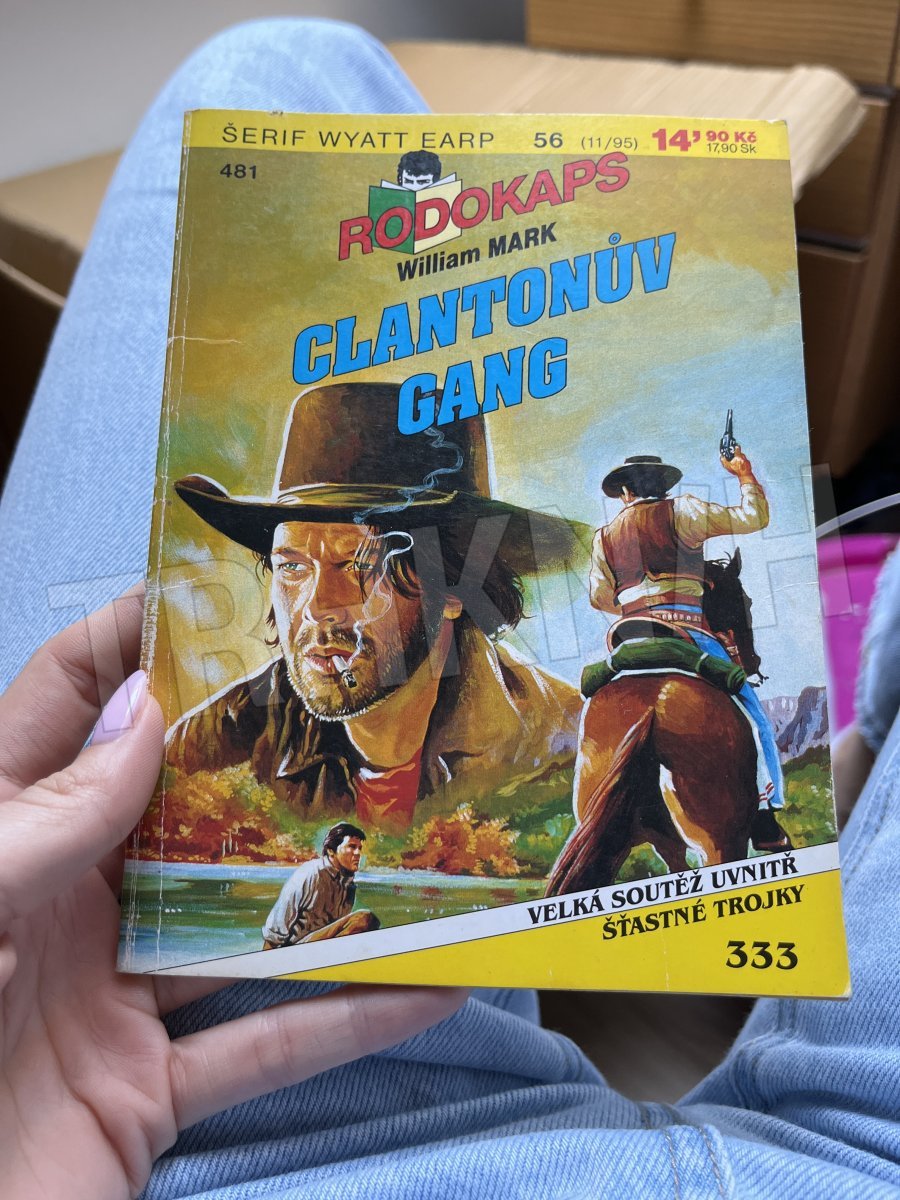 ŠERIF WYATT EARP 56 (11/95) 14,90 Kč
17,90 Sk
481
RODOKAPS
William MARK
CLANTONŮV
GANG
VELKÁ SOUTĚŽ UVNITŘ
ŠŤASTNÉ TROJKY
333